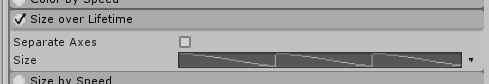 Color by Speed
Size over Lifetime
Separate Axes
Size
Size by Speed